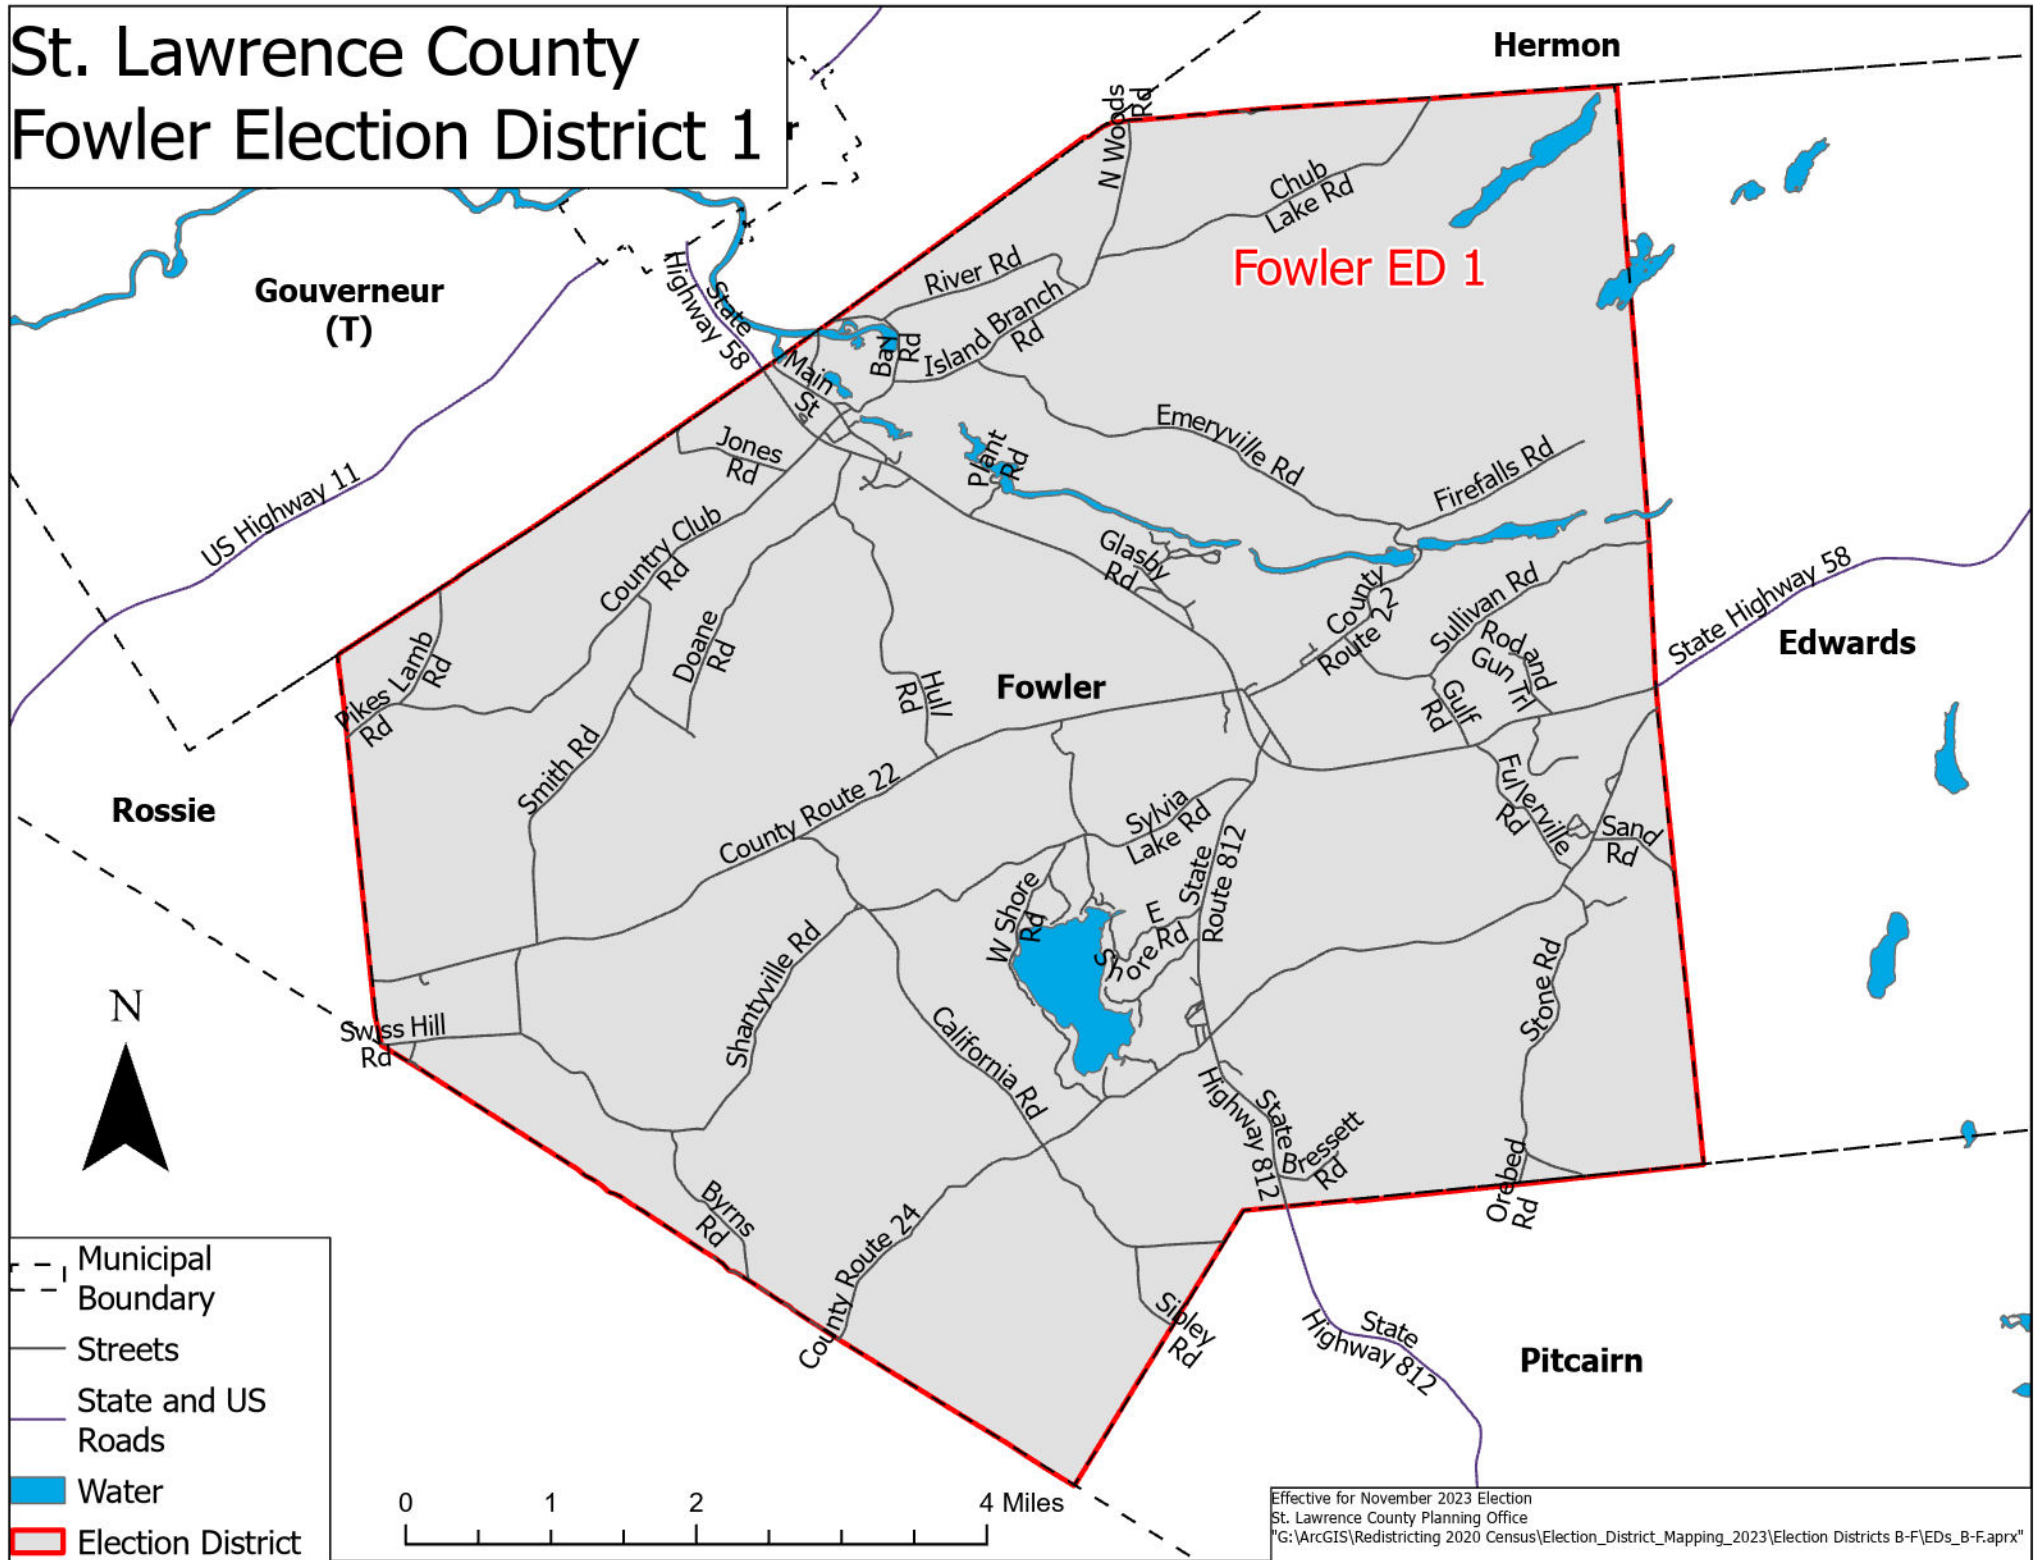 St. Lawrence County
Fowler Election District 1
Hermon
N Woods
Rd
Chub
Lake Rd
Fowler ED 1
River Rd
Gouverneur
(T)
State
Highway 58
Island Branch
Rd
Bal
Rd
Main
St
Jones
Rd
Emeryville Rd
Plant
Rd
Firefalls Rd
US Highway 11
Country Club
Rd
Glasby
Rd
County
Route 22
Sullivan Rd
State Highway 58
Edwards
Rod and
Gun Trl
Doane
Rd
Pikes Lamb
Rd
Rd
Hull
Rd
Fowler
Gulf
Rd
Smith Rd
Rossie
County Route 22
Fullerville
Rd
Sylvia
Lake Rd
Sand
Rd
State
Route 812
W Shore
Rd
E
Shore Rd
Shantyville Rd
Stone Rd
N
Swiss Hill
Rd
California Rd
State
Highway 812
Bressett
Rd
Orebed
Rd
Byrns
Rd
County Route 24
Sibley
Rd
State
Highway 812
Pitcairn
Municipal
Boundary
Streets
State and US
Roads
Water
Election District
0 1 2 4 Miles
Effective for November 2023 Election
St. Lawrence County Planning Office
"G:\ArcGIS\Redistricting 2020 Census\Election_District_Mapping_2023\Election Districts B-F\EDs_B-F.aprx"